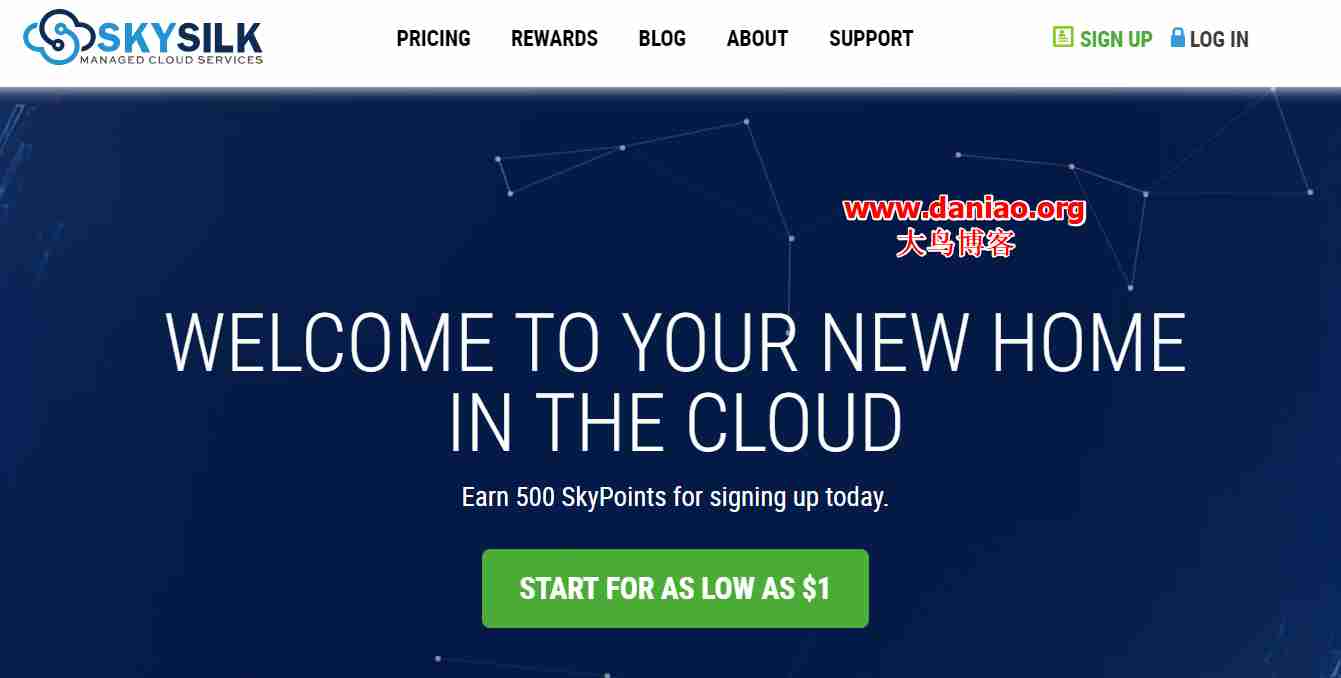 SKYSILK
MANAGED CLOUD SERVICES
PRICING REWARDS BLOG ABOUT SUPPORT
SIGN UP LOG IN
www.daniao.org
大鸟博客
WELCOME TO YOUR NEW HOME
IN THE CLOUD
Earn 500 SkyPoints for signing up today.
START FOR AS LOW AS $1